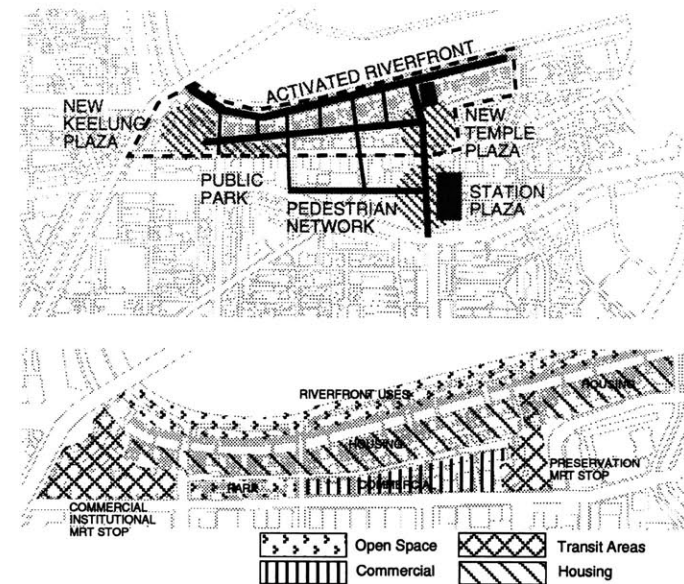 ACTIVATED RIVERFRONT
NEW
KEELUNG
PLAZA
NEW
TEMPLE
PLAZA
PUBLIC
PARK
PEDESTRIAN
NETWORK
STATION
PLAZA
HOUSING
RIVERFRONT USES
HOUSING
PARK
COMMERCIAL
PRESERVATION
MRT STOP
COMMERCIAL
INSTITUTIONAL
MRT STOP
Open Space
Transit Areas
Commercial
Housing